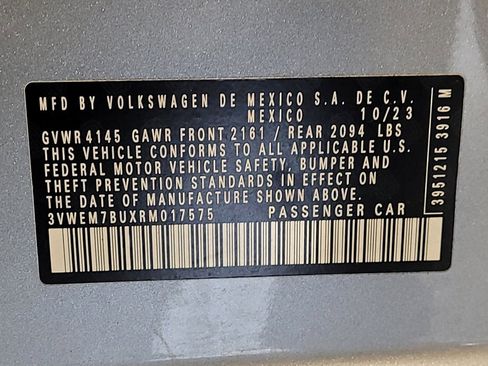 MFD BY VOLKSWAGEN DE MEXICO S.A. DE C.V.
MEXICO 10/23
GVWR 4145 GAWR FRONT 2161 / REAR 2094 LBS
THIS VEHICLE CONFORMS TO ALL APPLICABLE U.S.
FEDERAL MOTOR VEHICLE SAFETY, BUMPER AND
THEFT PREVENTION STANDARDS IN EFFECT ON THE
DATE OF MANUFACTURE SHOWN ABOVE.
3VWEM7BUXRM017575 PASSENGER CAR
3951215 3916 M